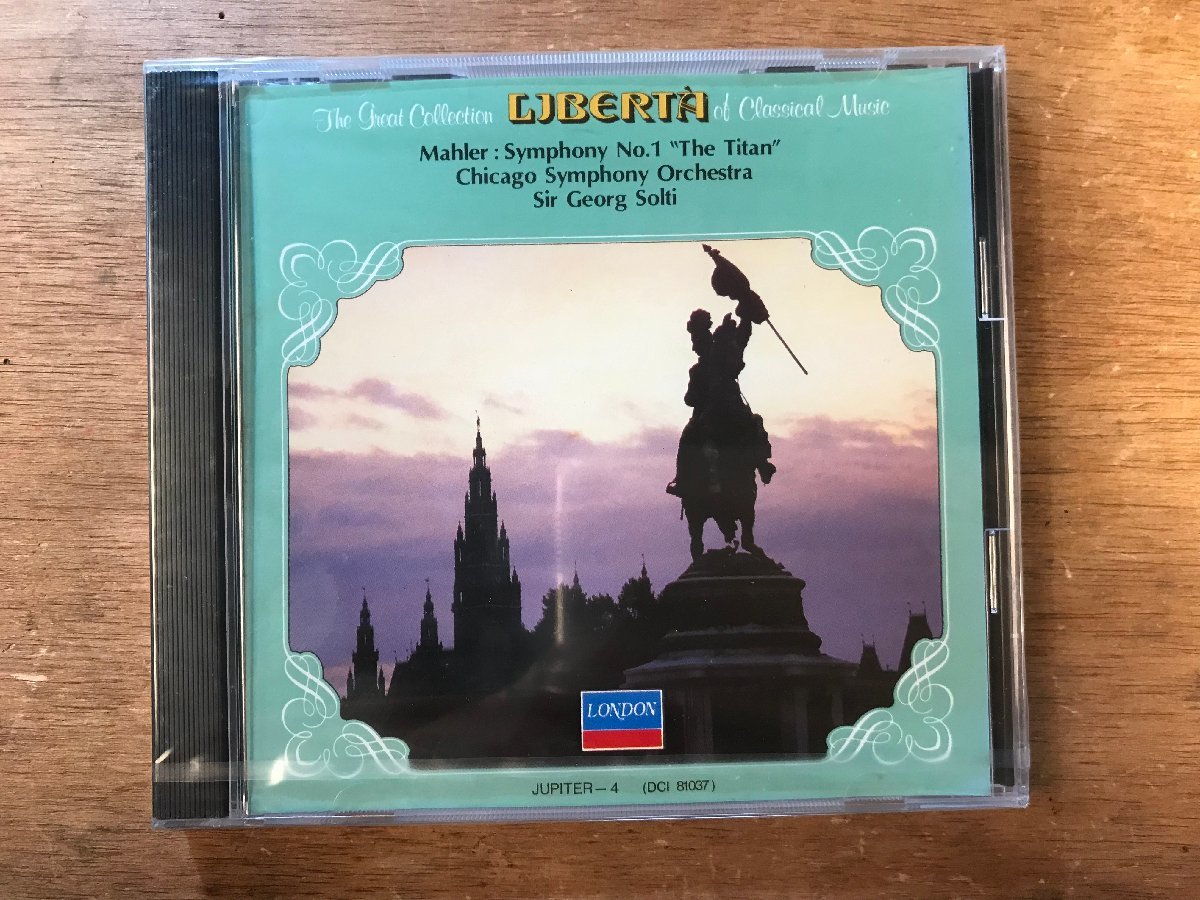 The Great Collection LIBERTÀ of Classical Music
Mahler : Symphony No.1 "The Titan"
Chicago Symphony Orchestra
Sir Georg Solti
LONDON
JUPITER–4 (DCI 81037)